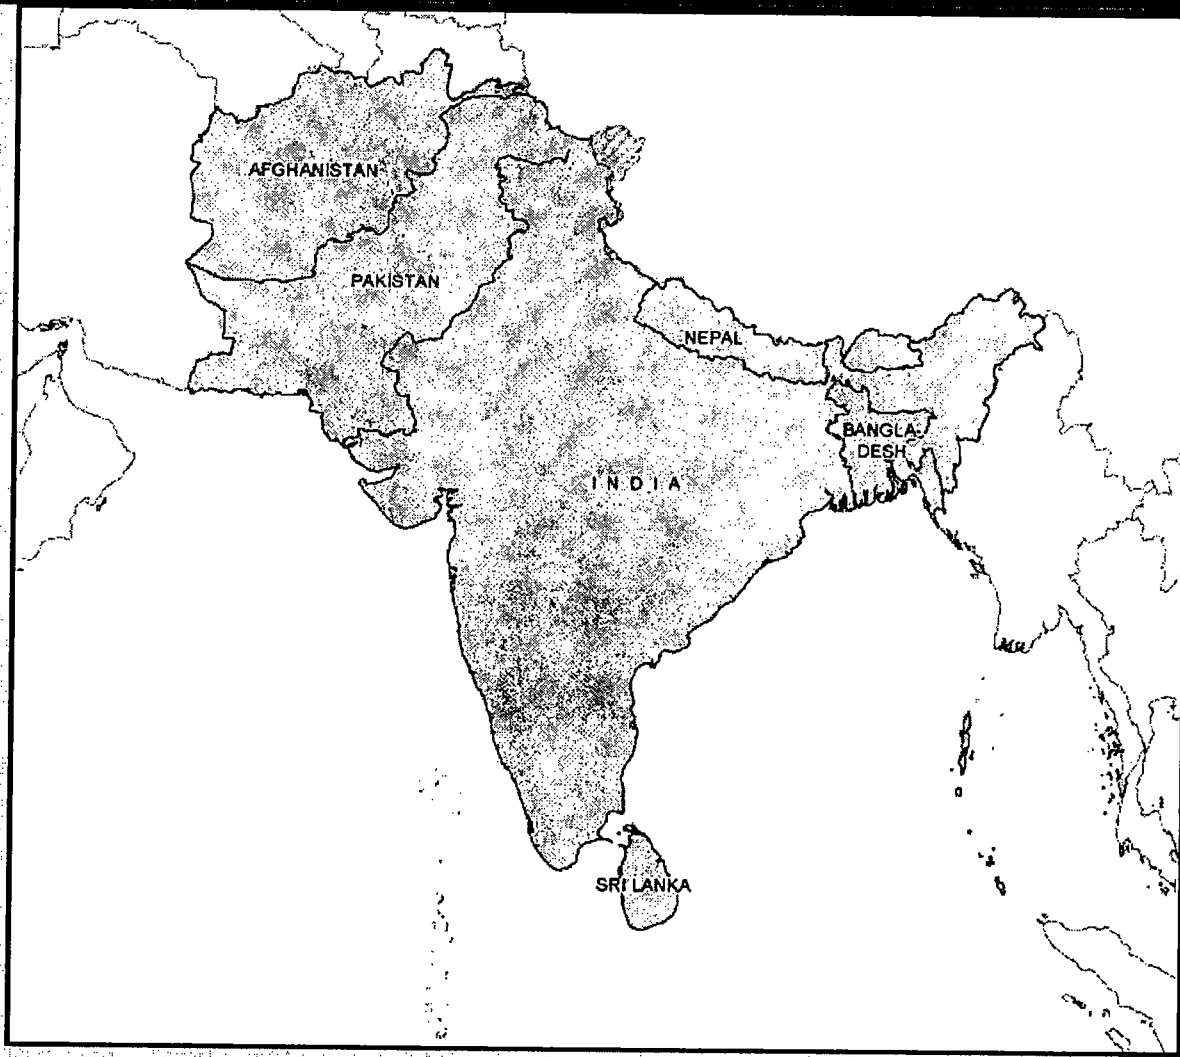 AFGHANISTAN
PAKISTAN
NEPAL
BANGLA-
DESH
I N D I A
SRI LANKA